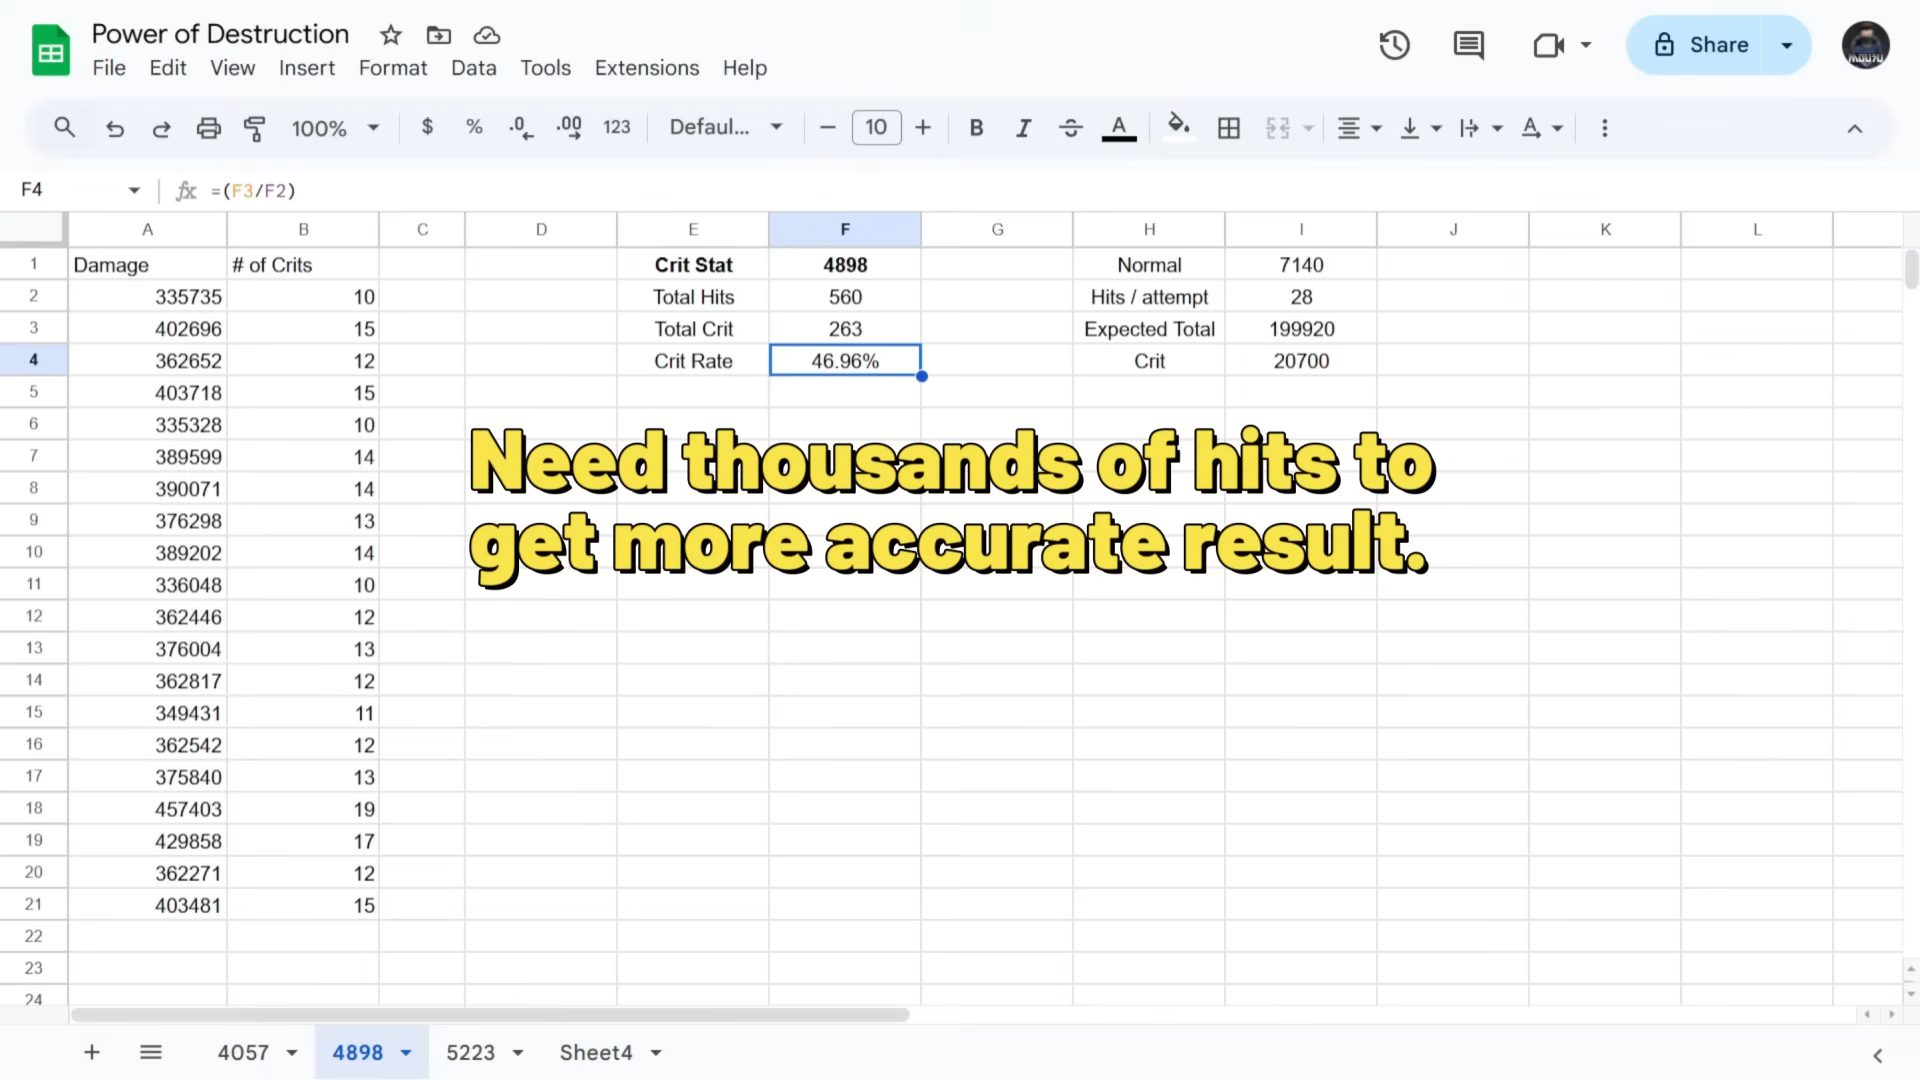 Power of Destruction
File Edit View Insert Format Data Tools Extensions Help
Share
100% $ % .0 .00 123 Defaul... − 10 + B I A A
F4 fx =(F3/F2)
A B C D E F G H I J K L
1 Damage # of Crits Crit Stat 4898 Normal 7140
2 335735 10 Total Hits 560 Hits / attempt 28
3 402696 15 Total Crit 263 Expected Total 199920
4 362652 12 Crit Rate 46.96% Crit 20700
5 403718 15
6 335328 10
7 389599 14
8 390071 14
9 376298 13
10 389202 14
11 336048 10
12 362446 12
13 376004 13
14 362817 12
15 349431 11
16 362542 12
17 375840 13
18 457403 19
19 429858 17
20 362271 12
21 403481 15
22
23
24
Need thousands of hits to
get more accurate result.
+ 4057 4898 5223 Sheet4